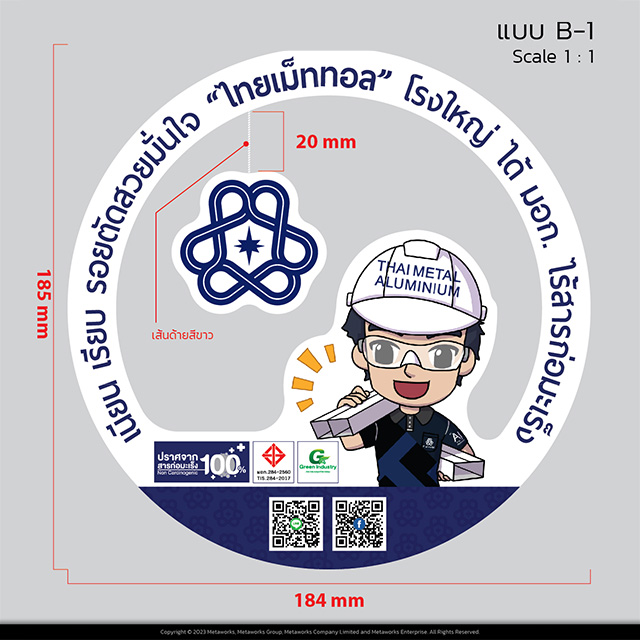 แบบ B-1
Scale 1 : 1
เนียน เรียบ รอยตัดสวยมั่นใจ “ไทยเม็ททอล” โรงใหญ่ ได้ มอก. ไร้สารก่อมะเร็ง
20 mm
185 mm
เส้นด้ายสีขาว
THAI METAL
ALUMINIUM
ปราศจาก
สารก่อมะเร็ง
Non Carcinogenic
100%
มอก.284-2560
TIS.284-2017
Green Industry
184 mm
Copyright © 2023 Metaworks, Metaworks Group, Metaworks Company Limited and Metaworks Enterprise. All Rights Reserved.